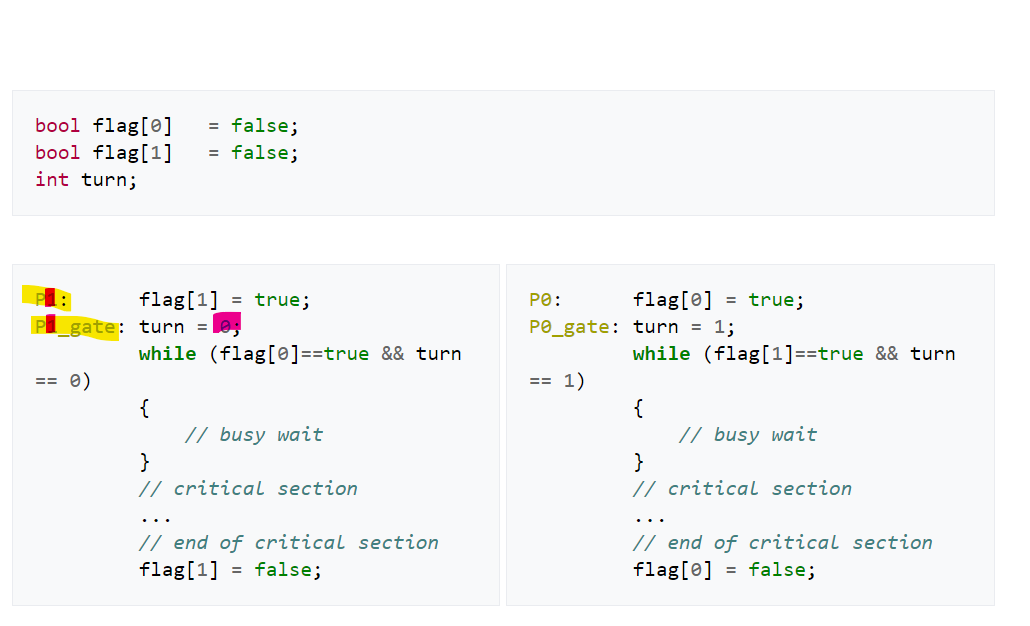 bool flag[0]   = false;
bool flag[1]   = false;
int turn;
P1:      flag[1] = true;
P1_gate: turn = 0;
         while (flag[0]==true && turn
== 0)
         {
             // busy wait
         }
         // critical section
         ...
         // end of critical section
         flag[1] = false;
P0:      flag[0] = true;
P0_gate: turn = 1;
         while (flag[1]==true && turn
== 1)
         {
             // busy wait
         }
         // critical section
         ...
         // end of critical section
         flag[0] = false;